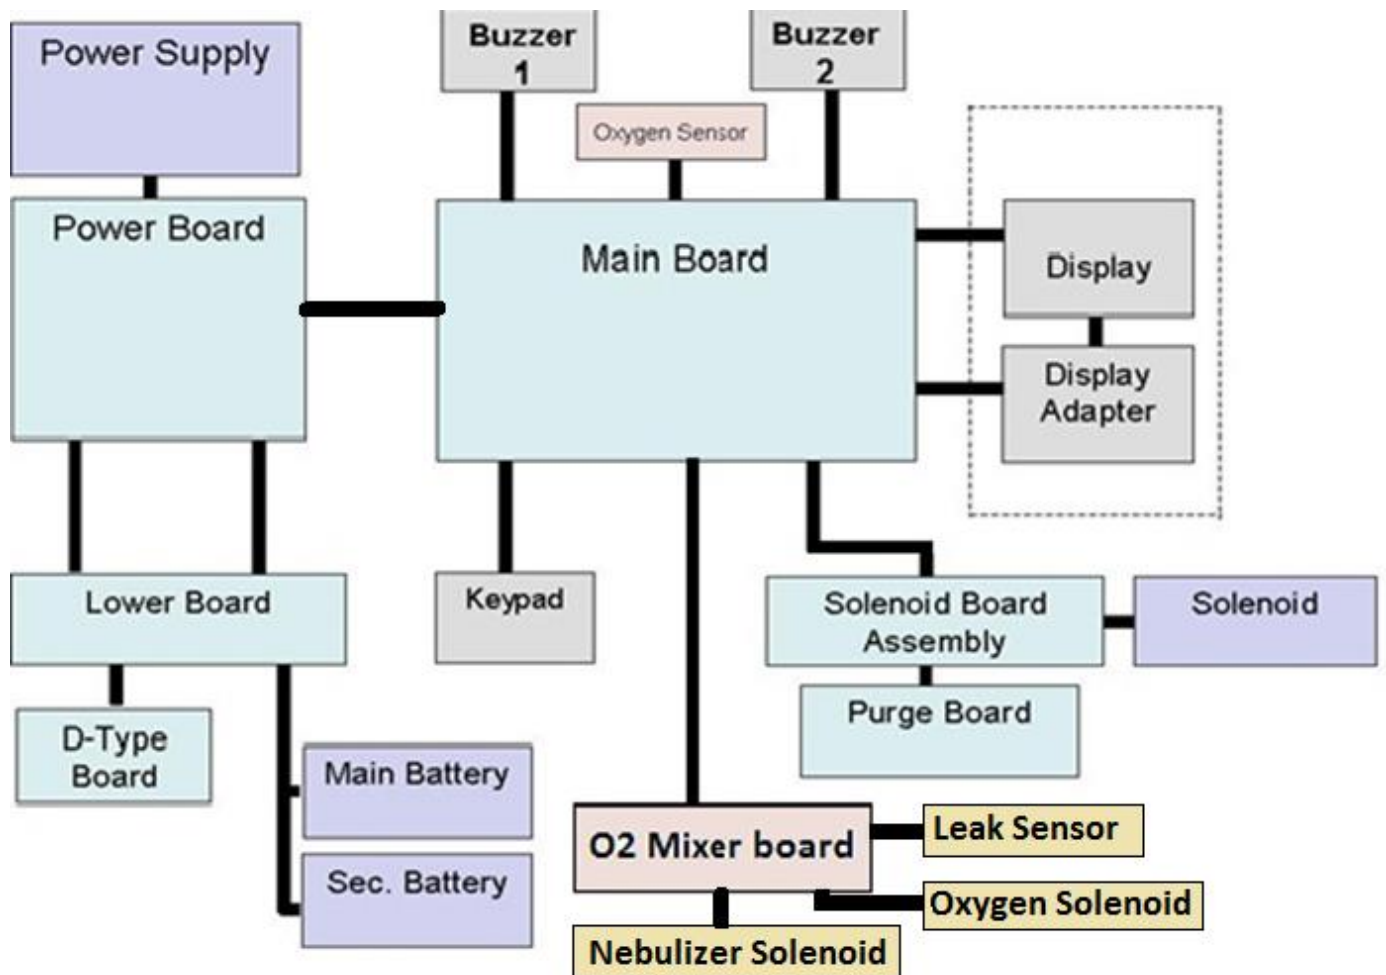 Power Supply
Buzzer
1
Buzzer
2
Oxygen Sensor
Power Board
Main Board
Display
Display
Adapter
Lower Board
Keypad
Solenoid Board
Assembly
Solenoid
Purge Board
D-Type
Board
Main Battery
Sec. Battery
O2 Mixer board
Leak Sensor
Oxygen Solenoid
Nebulizer Solenoid